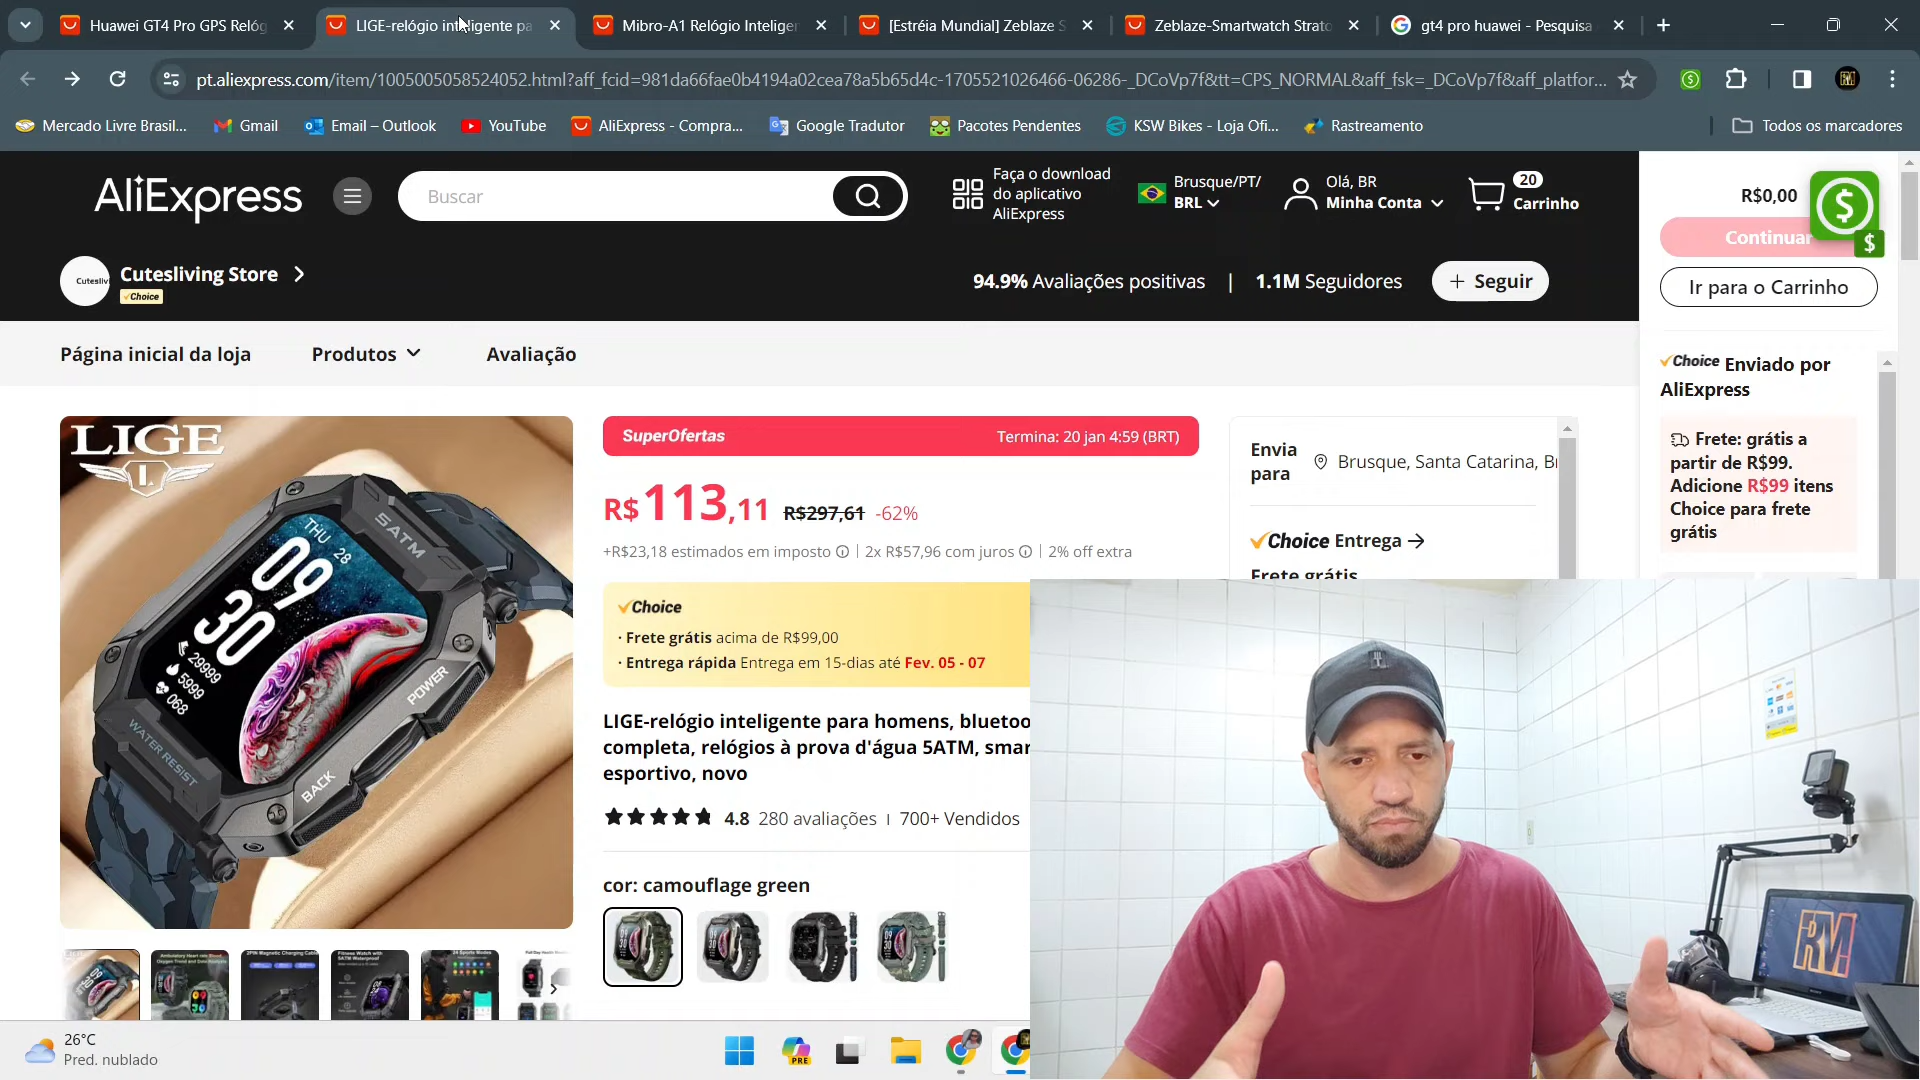 Huawei GT4 Pro GPS Relóg
LIGE-relógio inteligente pa
Mibro-A1 Relógio Inteliger
[Estréia Mundial] Zeblaze S
Zeblaze-Smartwatch Strato
gt4 pro huawei - Pesquisa
pt.aliexpress.com/item/1005005058524052.html?aff_fcid=981da66fae0b4194a02cea78a5b65d4c-1705521026466-06286-_DCoVp7f&tt=CPS_NORMAL&aff_fsk=_DCoVp7f&aff_platfor...
Mercado Livre Brasil...
Gmail
Email – Outlook
YouTube
AliExpress - Compra...
Google Tradutor
Pacotes Pendentes
KSW Bikes - Loja Ofi...
Rastreamento
Todos os marcadores
AliExpress
Buscar
Faça o download
do aplicativo
AliExpress
Brusque/PT/
BRL
Olá, BR
Minha Conta
20
Carrinho
R$0,00
Continuar
Ir para o Carrinho
Cutesliving Store
Choice
94.9% Avaliações positivas | 1.1M Seguidores
+ Seguir
Página inicial da loja
Produtos
Avaliação
Choice Enviado por
AliExpress
Frete: grátis a
partir de R$99.
Adicione R$99 itens
Choice para frete
grátis
LIGE
L
5ATM
THU 28
09
30
29999
5999
068
POWER
BACK
WATER RESIST
SuperOfertas
Termina: 20 jan 4:59 (BRT)
R$113,11 R$297,61 -62%
+R$23,18 estimados em imposto | 2x R$57,96 com juros | 2% off extra
Choice
· Frete grátis acima de R$99,00
· Entrega rápida Entrega em 15-dias até Fev. 05 - 07
Envia
para
Brusque, Santa Catarina, Br
Choice Entrega →
Frete grátis
LIGE-relógio inteligente para homens, bluetoo
completa, relógios à prova d'água 5ATM, smar
esportivo, novo
4.8 280 avaliações | 700+ Vendidos
cor: camouflage green
26°C
Pred. nublado
PRE
RM